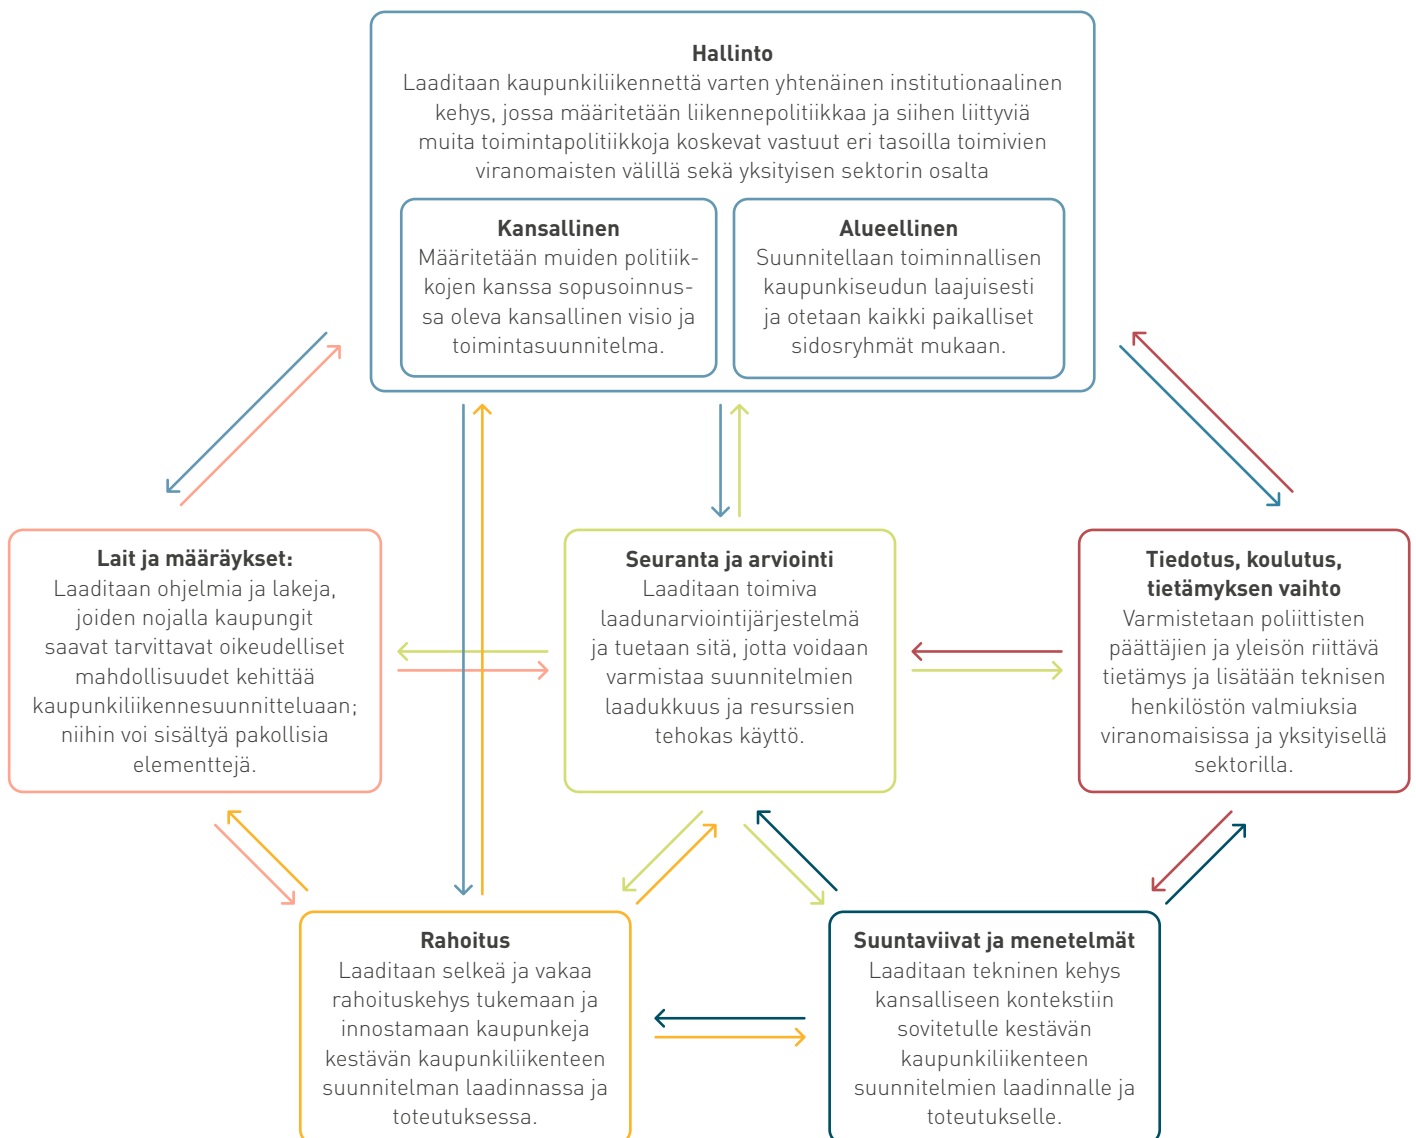 Hallinto
Laaditaan kaupunkiliikennettä varten yhtenäinen institutionaalinen
kehys, jossa määritetään liikennepolitiikkaa ja siihen liittyviä
muita toimintapolitiikkoja koskevat vastuut eri tasoilla toimivien
viranomaisten välillä sekä yksityisen sektorin osalta
Kansallinen
Määritetään muiden politiik-
kojen kanssa sopusoinnus-
sa oleva kansallinen visio ja
toimintasuunnitelma.
Alueellinen
Suunnitellaan toiminnallisen
kaupunkiseudun laajuisesti
ja otetaan kaikki paikalliset
sidosryhmät mukaan.
Lait ja määräykset:
Laaditaan ohjelmia ja lakeja,
joiden nojalla kaupungit
saavat tarvittavat oikeudelliset
mahdollisuudet kehittää
kaupunkiliikennesuunnitteluaan;
niihin voi sisältyä pakollisia
elementtejä.
Seuranta ja arviointi
Laaditaan toimiva
laadunarviointijärjestelmä
ja tuetaan sitä, jotta voidaan
varmistaa suunnitelmien
laadukkuus ja resurssien
tehokas käyttö.
Tiedotus, koulutus,
tietämyksen vaihto
Varmistetaan poliittisten
päättäjien ja yleisön riittävä
tietämys ja lisätään teknisen
henkilöstön valmiuksia
viranomaisissa ja yksityisellä
sektorilla.
Rahoitus
Laaditaan selkeä ja vakaa
rahoituskehys tukemaan ja
innostamaan kaupunkeja
kestävän kaupunkiliikenteen
suunnitelman laadinnassa ja
toteutuksessa.
Suuntaviivat ja menetelmät
Laaditaan tekninen kehys
kansalliseen kontekstiin
sovitetulle kestävän
kaupunkiliikenteen
suunnitelmien laadinnalle ja
toteutukselle.